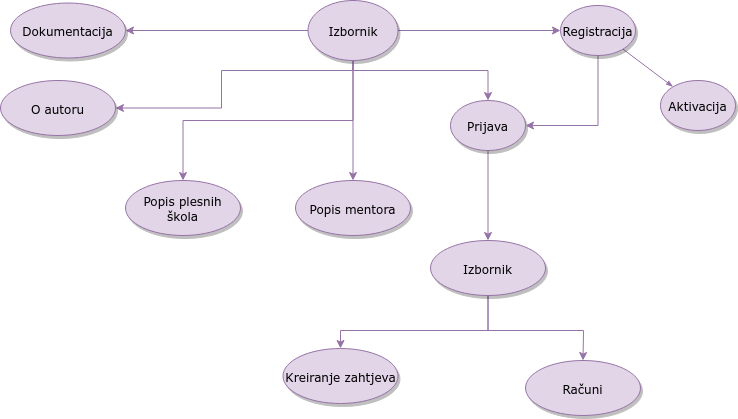 Dokumentacija
Izbornik
Registracija
O autoru
Prijava
Aktivacija
Popis plesnih
škola
Popis mentora
Izbornik
Kreiranje zahtjeva
Računi